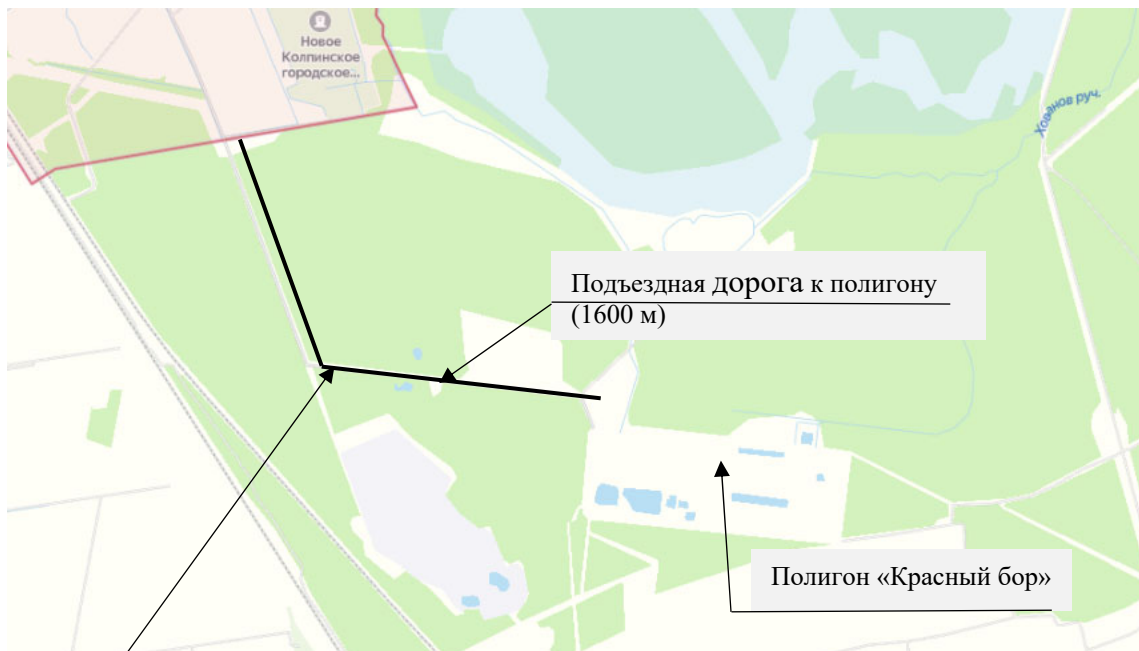 Новое
Колпинское
городское...
Хованов руч.
Подъездная дорога к полигону
(1600 м)
Полигон «Красный бор»